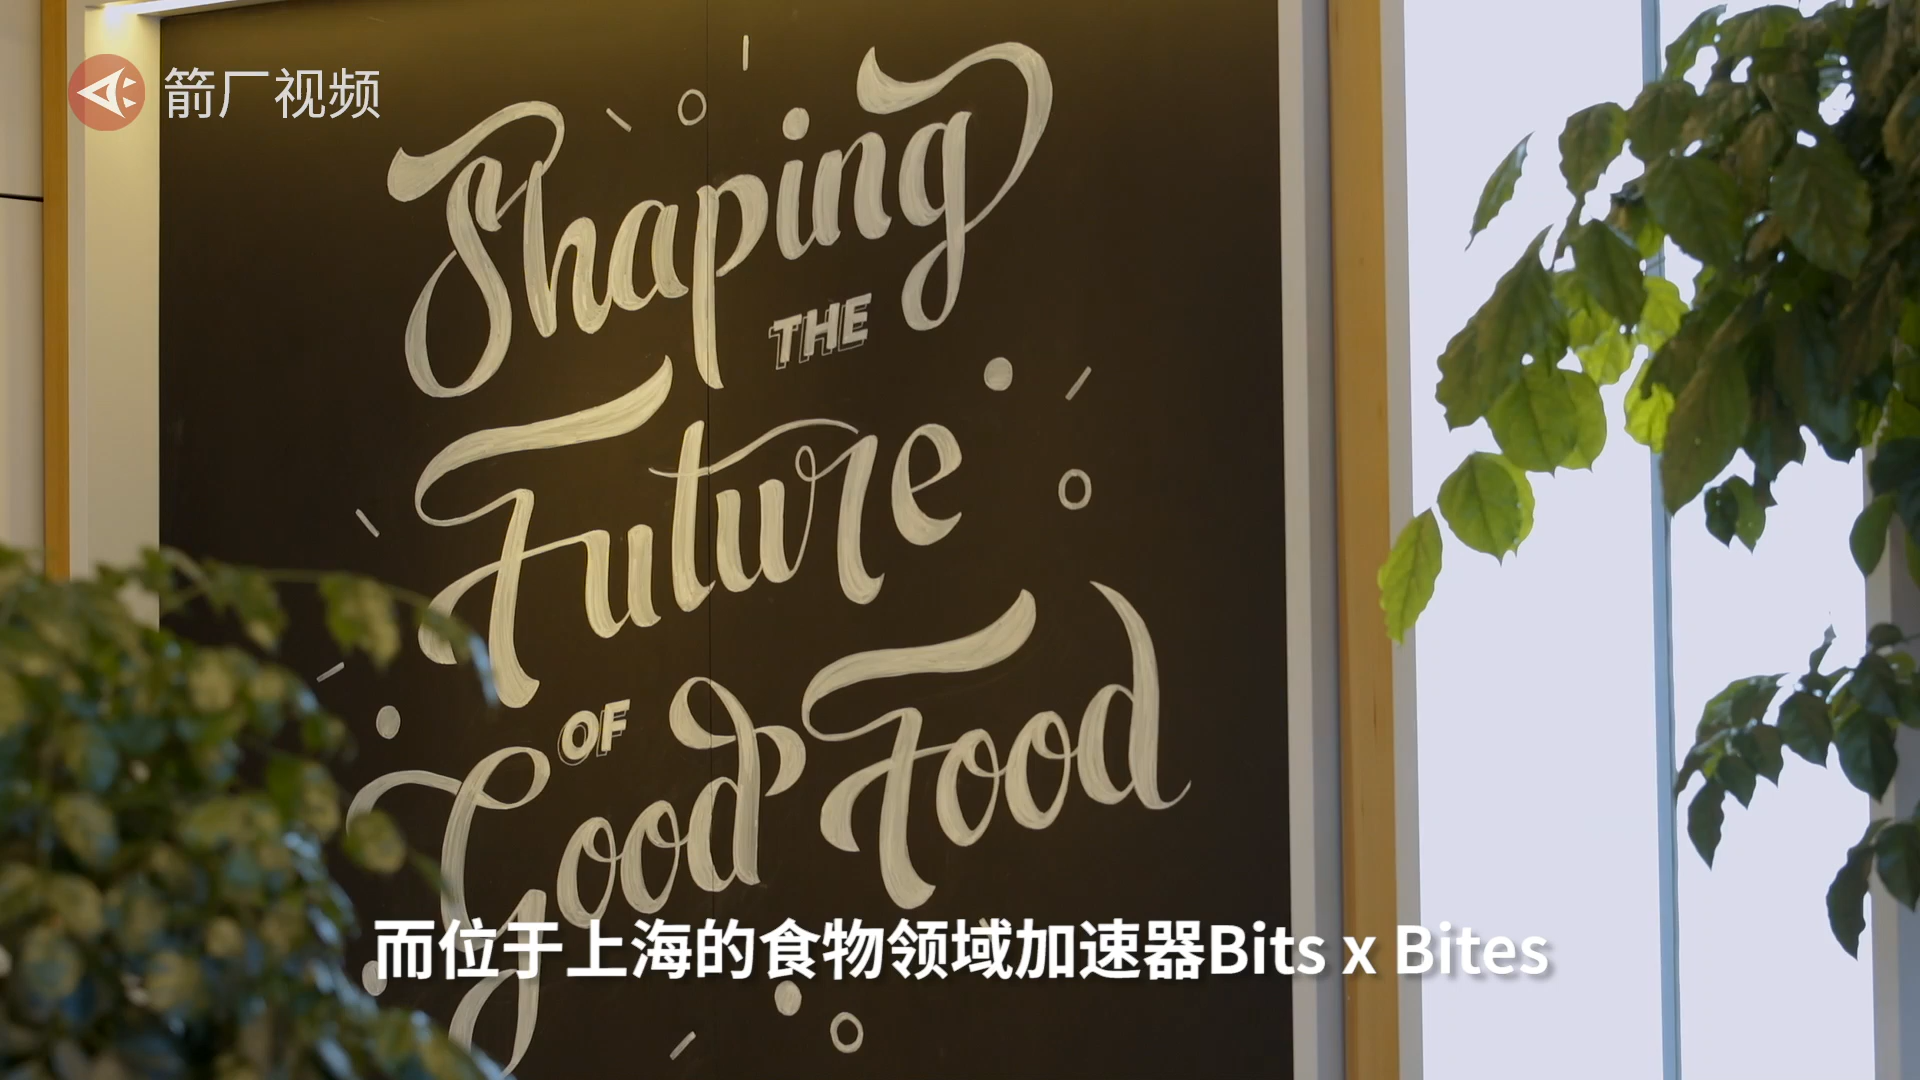 箭厂视频
Shaping
THE
Future
OF
Good Food
而位于上海的食物领域加速器Bits x Bites